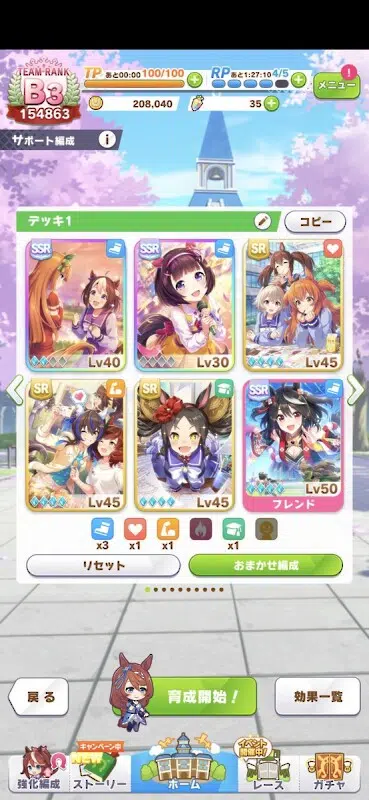 TEAM RANK
B3
154863
TP あと00:00 100/100
RP あと1:27:10 4/5
メニュー
208,040
35
サポート編成
デッキ1
コピー
SSR
Lv40
SSR
Lv30
SR
Lv45
SR
Lv45
SR
Lv45
SSR
Lv50
フレンド
x3
x1
x1
x1
リセット
おまかせ編成
戻る
育成開始！
効果一覧
強化編成
キャンペーン中
NEW
ストーリー
ホーム
イベント
開催中！
レース
ガチャ